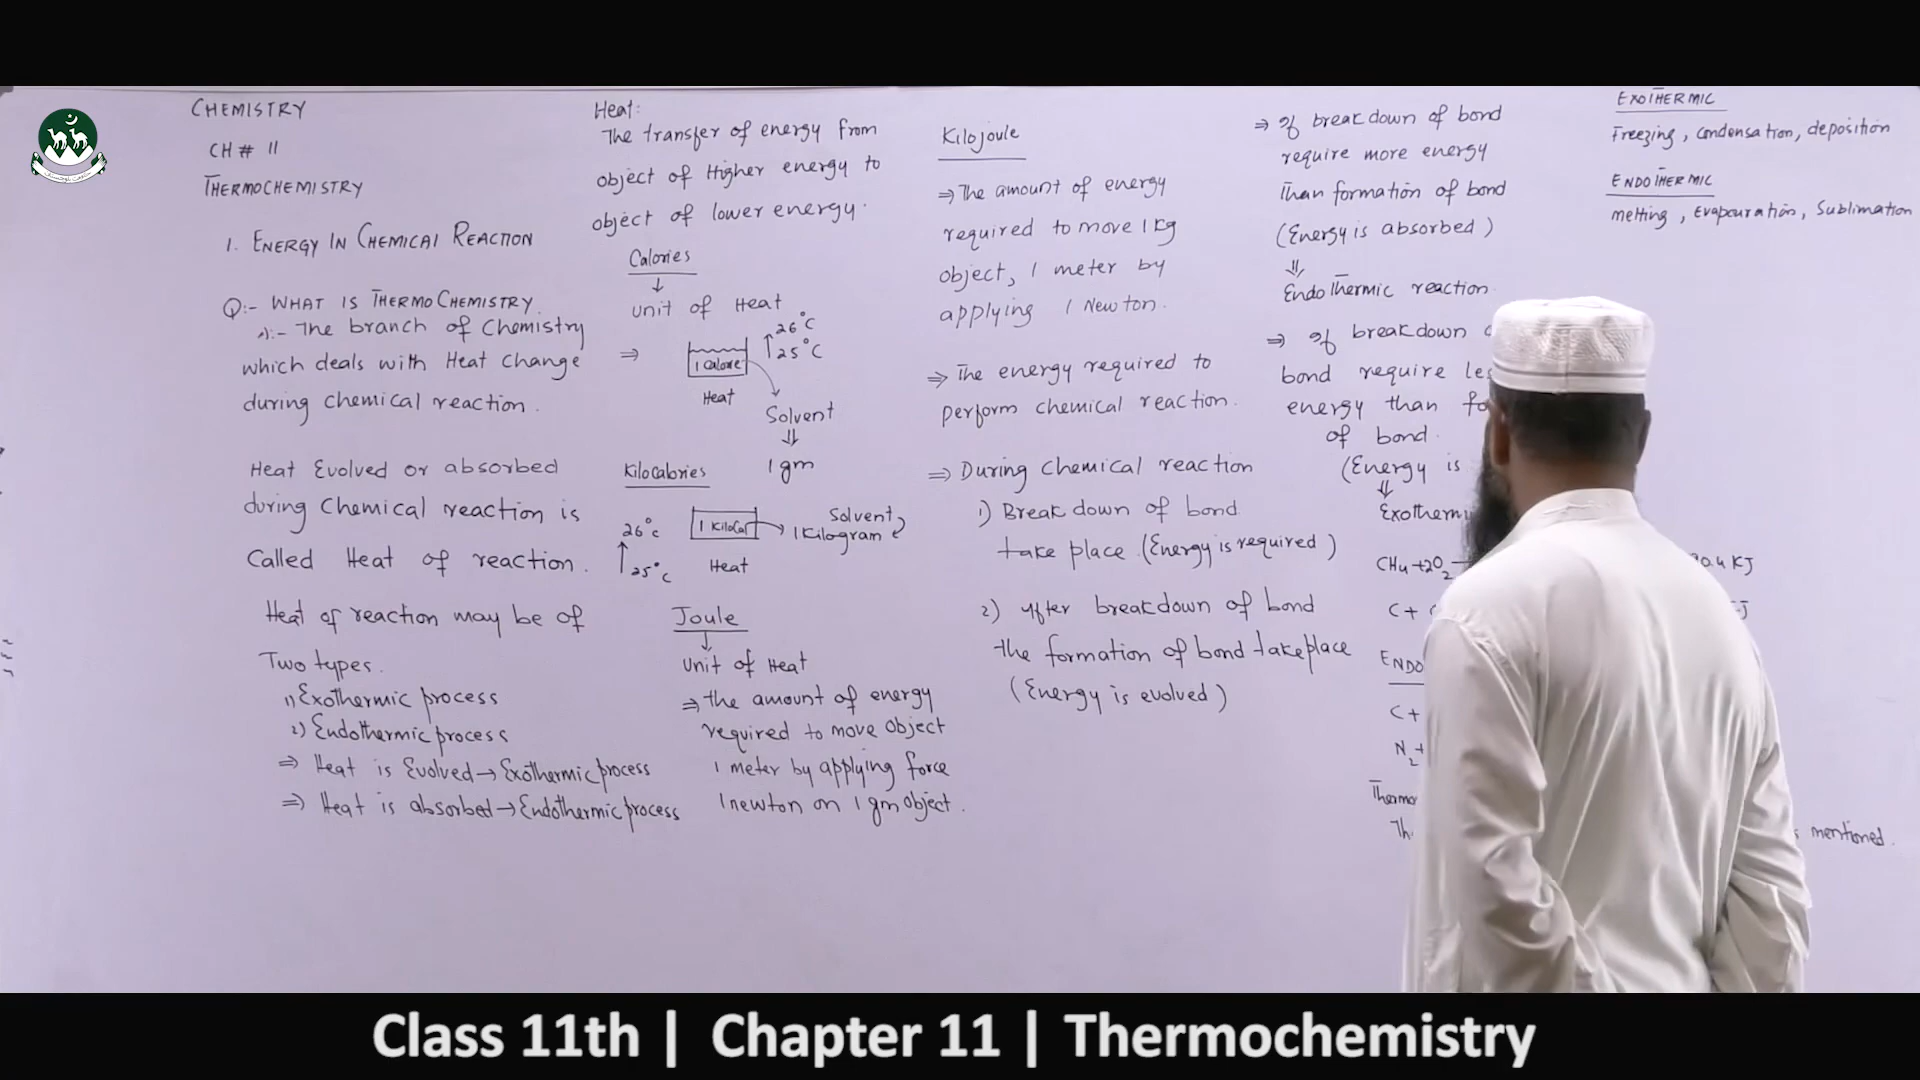 CHEMISTRY
CH # 11
THERMOCHEMISTRY
1. ENERGY IN CHEMICAL REACTION
Q:- WHAT IS THERMOCHEMISTRY.
A:- The branch of Chemistry
which deals with Heat change
during chemical reaction.
Heat Evolved or absorbed
during Chemical reaction is
Called Heat of reaction.
Heat of reaction may be of
Two types.
1) Exothermic process
2) Endothermic process
⇒ Heat is Evolved → Exothermic process
⇒ Heat is absorbed → Endothermic process
Heat:
The transfer of energy from
object of Higher energy to
object of lower energy.
Calories
↓
unit of Heat
⇒ 1 Calorie ↑ 26°C
25°C
Heat
Solvent
⇓
1 gm
Kilocalories
26°C
↑
25°C
1 KiloCal → Solvent
1 Kilogram
Heat
Joule
↓
Unit of Heat
⇒ the amount of energy
required to move object
1 meter by applying force
1 newton on 1 gm object.
Kilojoule
⇒ The amount of energy
required to move 1 Kg
object, 1 meter by
applying 1 Newton.
⇒ The energy required to
perform chemical reaction.
⇒ During chemical reaction
1) Break down of bond
take place (Energy is required)
2) After breakdown of bond
the formation of bond take place
(Energy is evolved)
⇒ If breakdown of bond
require more energy
Than formation of bond
(Energy is absorbed)
⇓
Endothermic reaction.
⇒ If breakdown
bond require
energy than
of bond.
(Energy is
⇓
CH4 + 2O2 → KJ
C +
C +
N2 +
mentioned.
EXOTHERMIC
Freezing, condensation, deposition
ENDOTHERMIC
melting, Evapouration, Sublimation
Class 11th | Chapter 11 | Thermochemistry